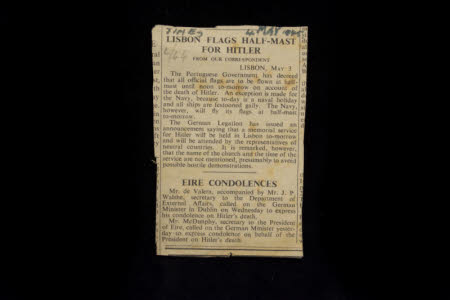 TIMES 4 MAY 1945
LISBON FLAGS HALF-MAST
FOR HITLER
FROM OUR CORRESPONDENT
LISBON, MAY 3
The Portuguese Government has decreed
that all official flags are to be flown at half-
mast until noon to-morrow on account of
the death of Hitler. An exception is made for
the Navy, because to-day is a naval birthday
and all ships are festooned gaily. The Navy,
however, will fly its flags at half-mast
to-morrow.
The German Legation has issued an
announcement saying that a memorial service
for Hitler will be held in Lisbon to-morrow
and will be attended by the representatives of
neutral countries. It is remarked, however,
that the name of the church and the time of the
service are not mentioned, presumably to avoid
possible hostile demonstrations.
EIRE CONDOLENCES
Mr. de Valera, accompanied by Mr. J. P.
Walshe, secretary to the Department of
External Affairs, called on the German
Minister in Dublin on Wednesday to express
his condolence on Hitler's death.
Mr. McDunphy, secretary to the President
of Eire, called on the German Minister yester-
day to express condolence on behalf of the
President on Hitler's death.